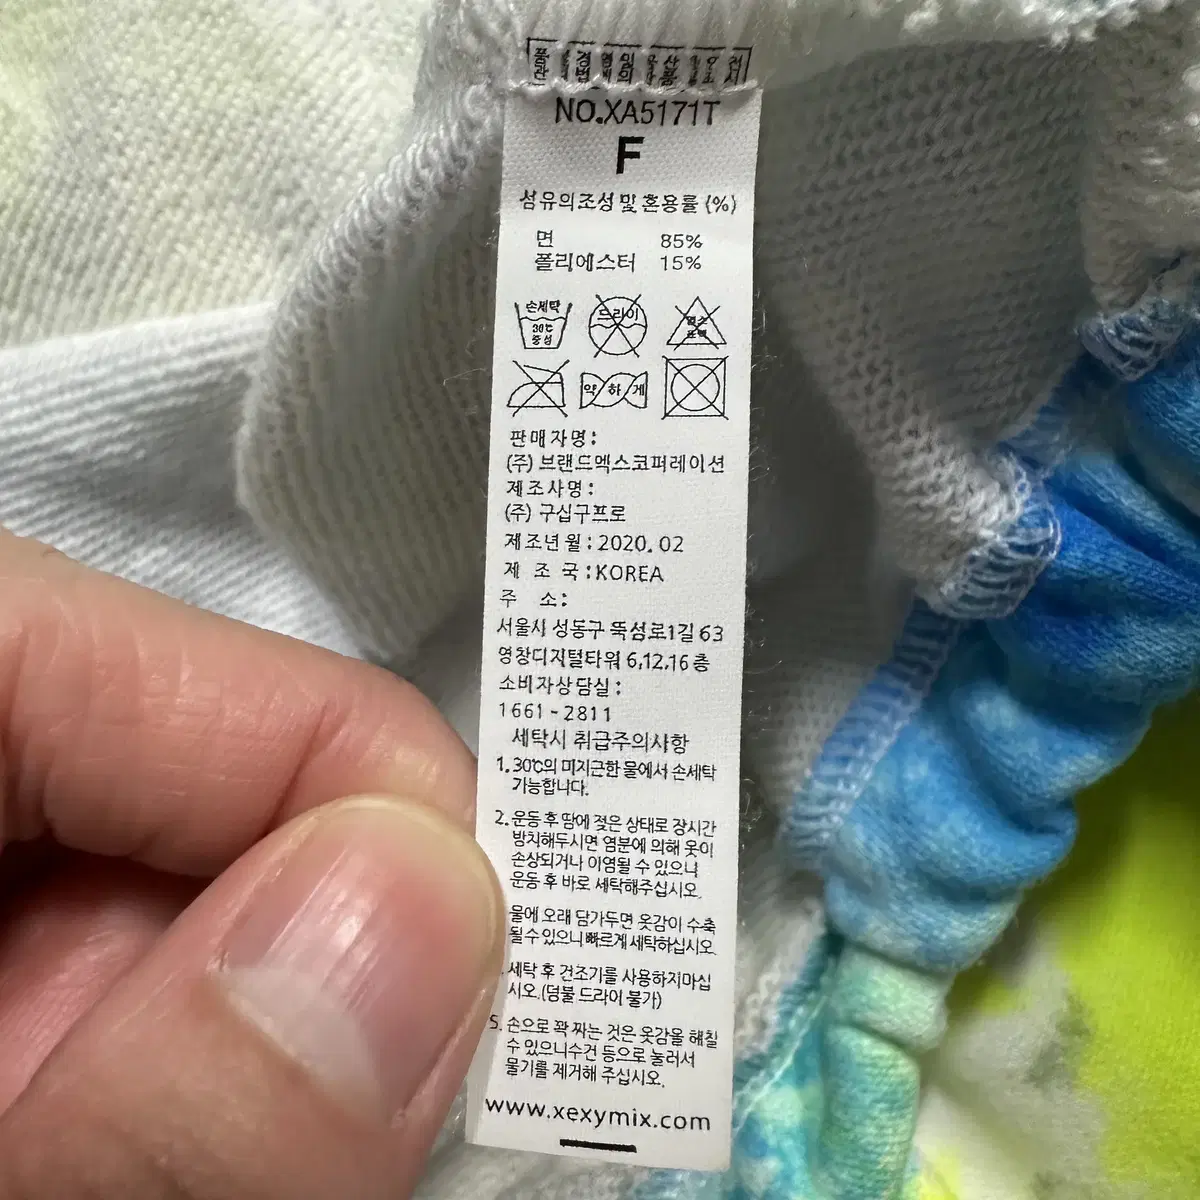 NO.XA5171T
F
섬유의조성 및 혼용률 (%)
면 85%
폴리에스터 15%
손세탁 드라이 염소
30℃ 표백
중성
약 하 게
판매자명:
(주) 브랜드엑스코퍼레이션
제조사명:
(주) 구십구프로
제조년월:2020.02
제 조 국:KOREA
주 소:
서울시 성동구 뚝섬로1길 63
영창디지털타워 6,12,16 층
소비자상담실:
1661-2811
세탁시 취급주의사항
1. 30℃의 미지근한 물에서 손세탁
가능합니다.
2. 운동 후 땀에 젖은 상태로 장시간
방치해두시면 염분에 의해 옷이
손상되거나 이염될 수 있으니
운동 후 바로 세탁해주십시오.
물에 오래 담가두면 옷감이 수축
될 수 있으니 빠르게 세탁하십시오.
세탁 후 건조기를 사용하지마십
시오.(덤블 드라이 불가)
5. 손으로 꽉 짜는 것은 옷감을 해칠
수 있으니수건 등으로 눌러서
물기를 제거해 주십시오.
www.xexymix.com